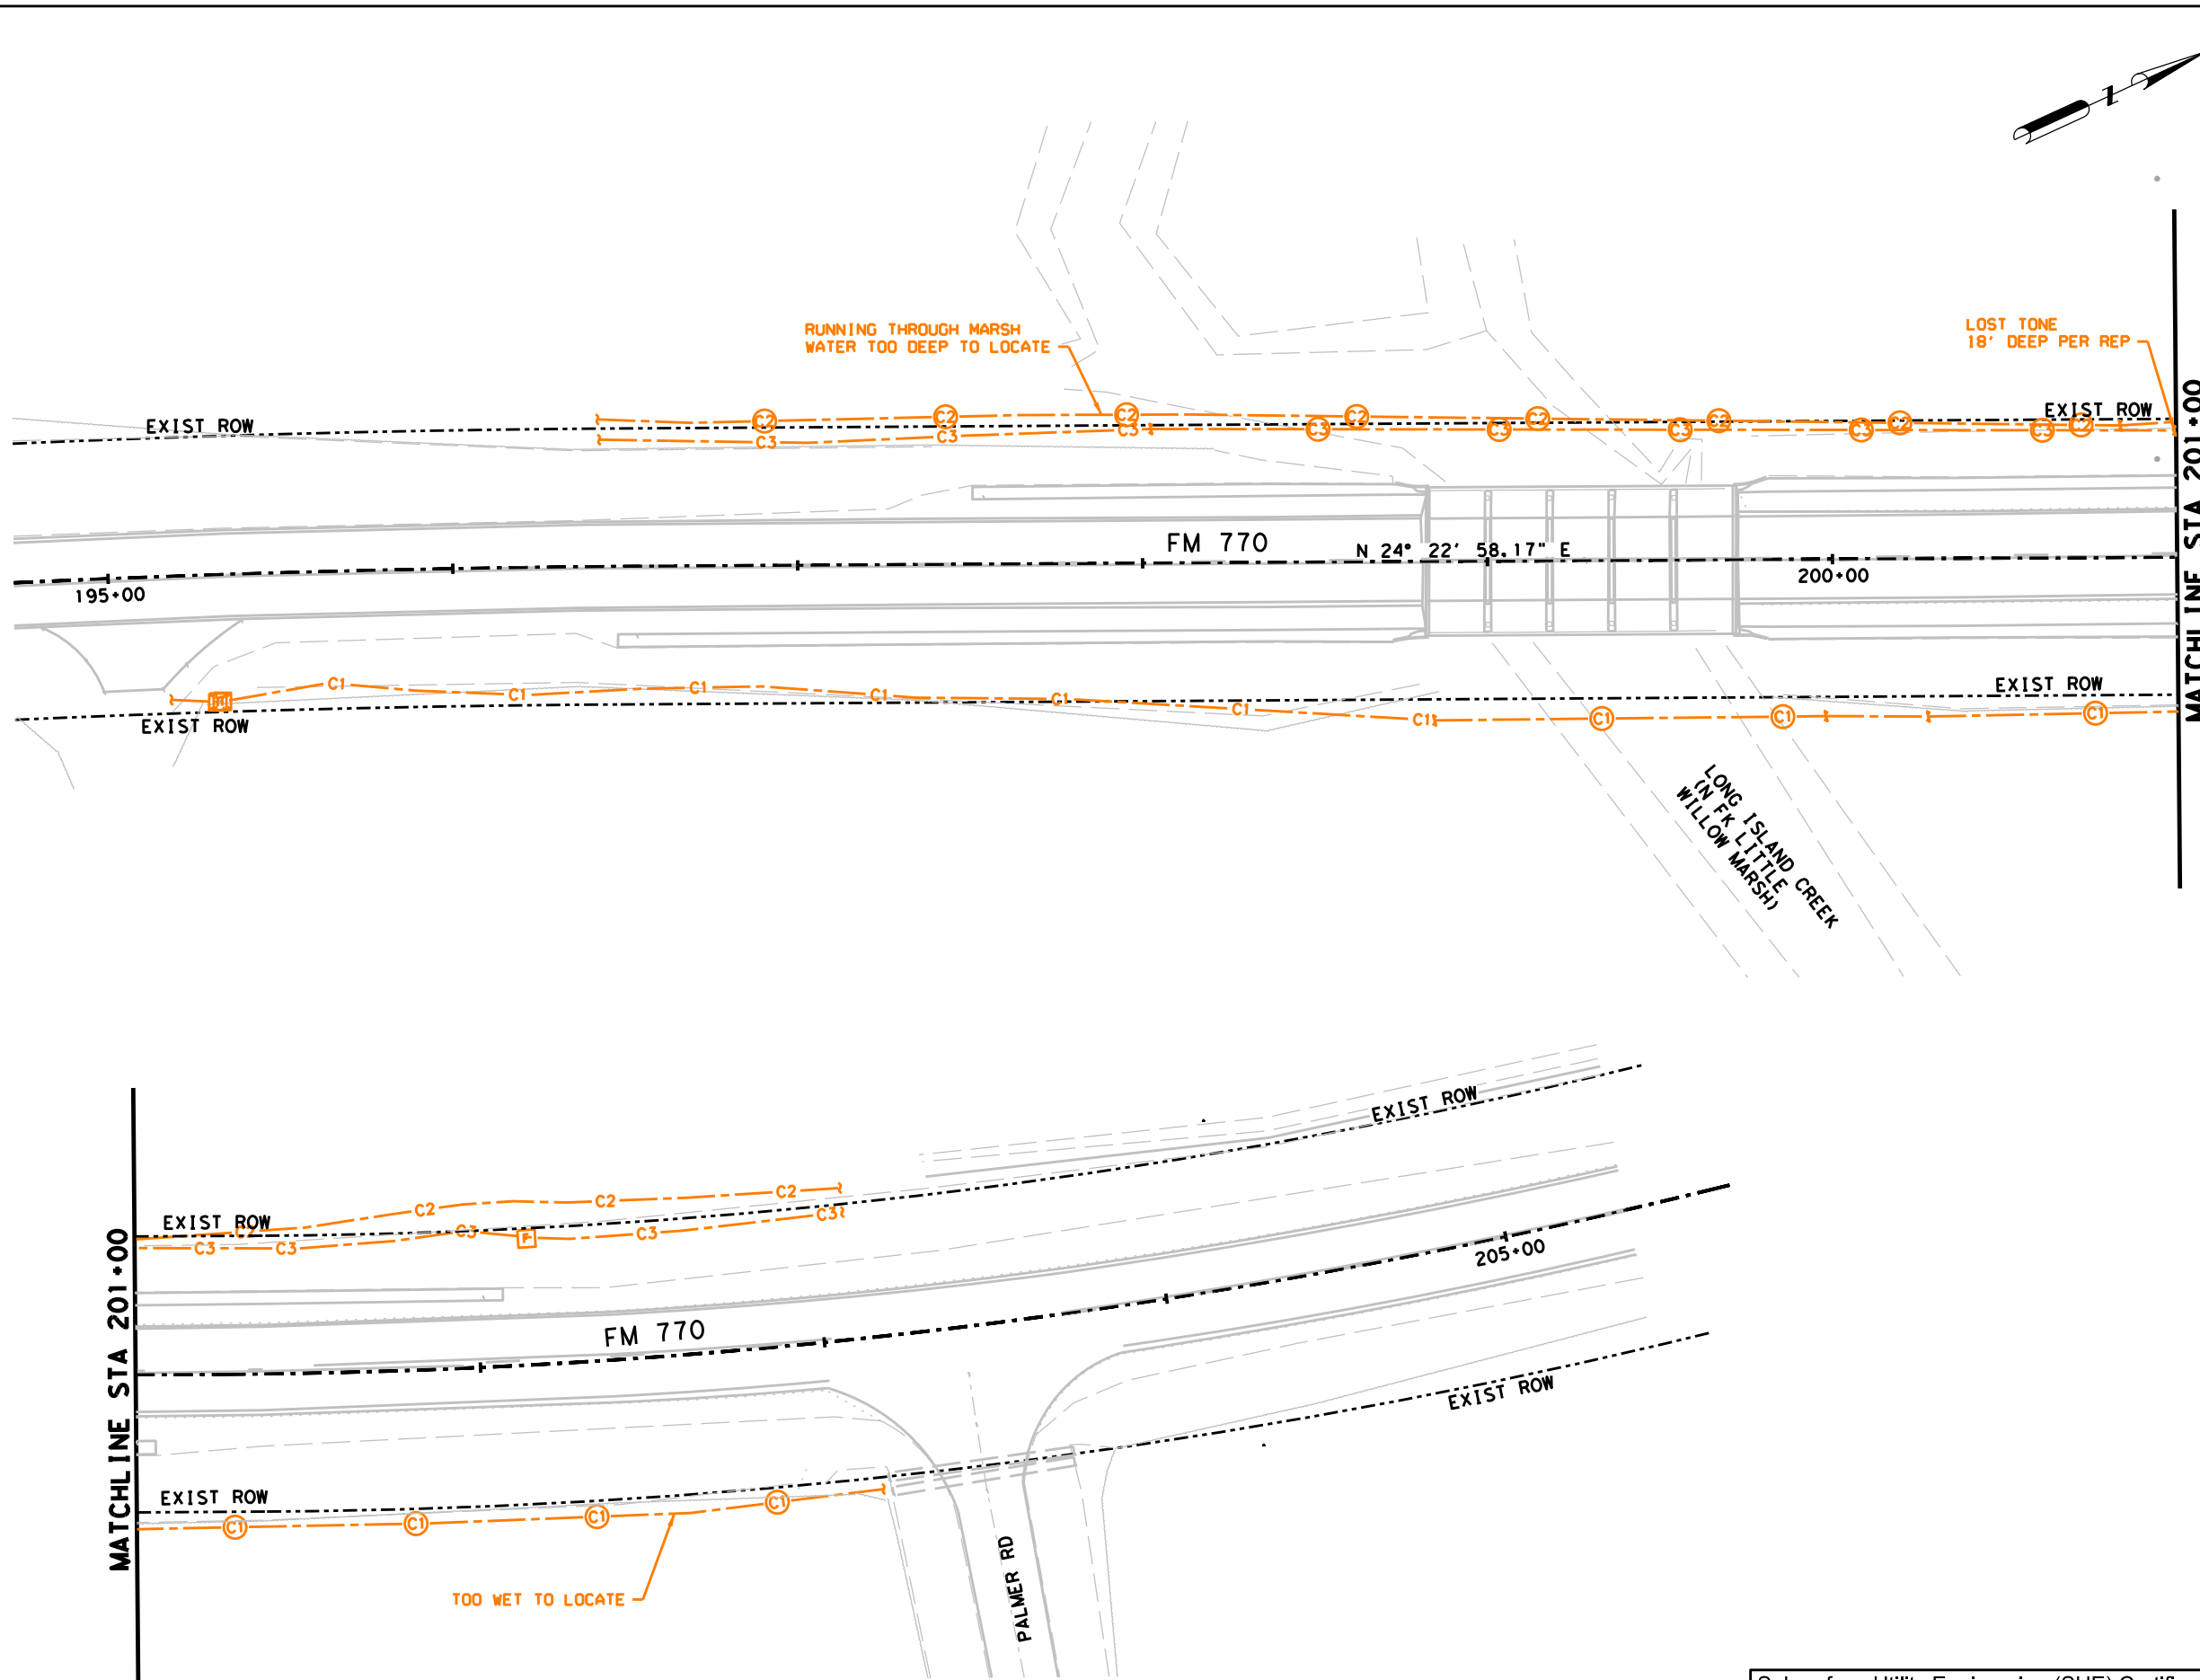 Z
RUNNING THROUGH MARSH
WATER TOO DEEP TO LOCATE
LOST TONE
18' DEEP PER REP
EXIST ROW
C2
C2
C2
C2
C2
C2
C2
C2
EXIST ROW
C3
C3
C3
C3
C3
C3
C3
C3
MATCHLINE STA 201+00
FM 770
N 24° 22' 58.17" E
195+00
200+00
C1
C1
C1
C1
C1
C1
C1
C1
C1
C1
EXIST ROW
EXIST ROW
LONG ISLAND CREEK
(N FK LITTLE
WILLOW MARSH)
EXIST ROW
EXIST ROW
C2
C2
C2
C2
C3
C3
C3
F
C3
C3
MATCHLINE STA 201+00
FM 770
205+00
EXIST ROW
EXIST ROW
C1
C1
C1
C1
TOO WET TO LOCATE
PALMER RD